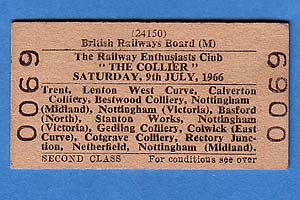 (24150)
British Railways Board (M)
The Railway Enthusiasts Club
"THE COLLIER"
SATURDAY, 9th JULY, 1966
Trent, Lenton West Curve, Calverton
Colliery, Bestwood Colliery, Nottingham
(Midland), Nottingham (Victoria), Basford
(North), Stanton Works, Nottingham
(Victoria), Gedling Colliery, Colwick (East
Curve), Cotgrave Colliery, Rectory Junc-
tion, Netherfield, Nottingham (Midland).
SECOND CLASS For conditions see over
0069
0069